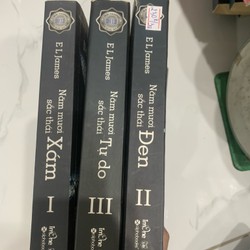 E L James
Năm mươi
sắc thái
Xám
I
E L James
Năm mươi
sắc thái
Tự do
III
E L James
Năm mươi
sắc thái
Đen
II